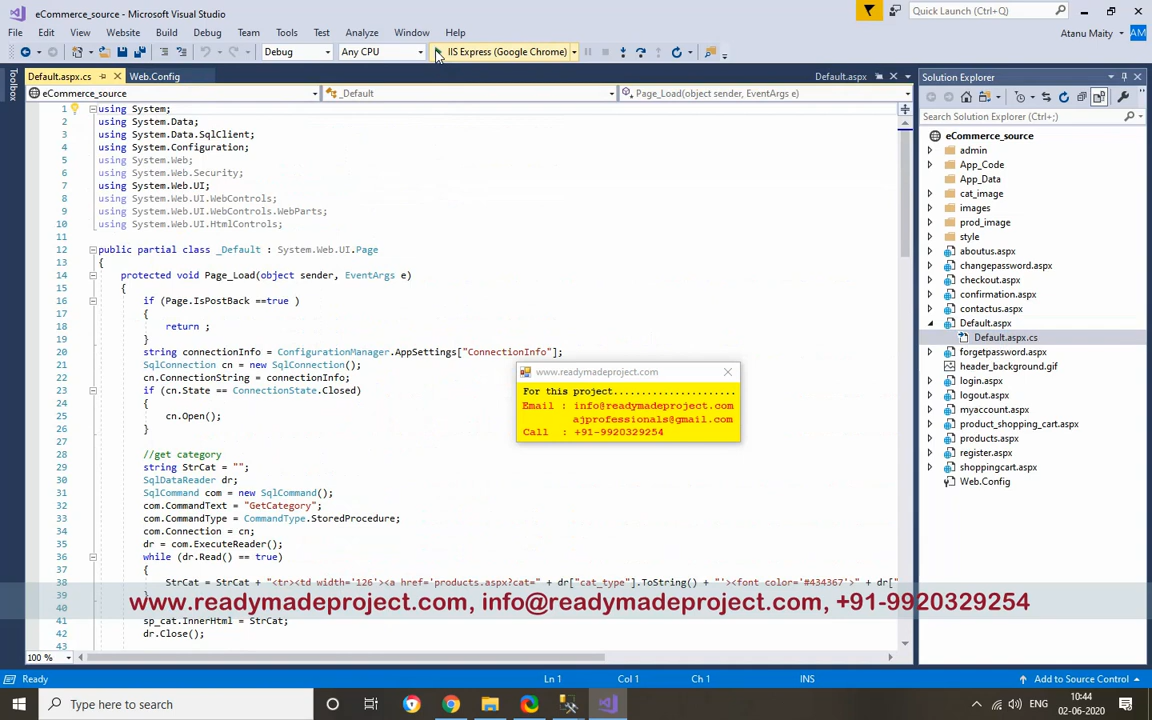 eCommerce_source - Microsoft Visual Studio
Quick Launch (Ctrl+Q)
File Edit View Website Build Debug Team Tools Test Analyze Window Help
Atanu Maity AM
Debug Any CPU IIS Express (Google Chrome)
Default.aspx.cs Web.Config Default.aspx
eCommerce_source _Default Page_Load(object sender, EventArgs e)
Toolbox
1 using System;
2 using System.Data;
3 using System.Data.SqlClient;
4 using System.Configuration;
5 using System.Web;
6 using System.Web.Security;
7 using System.Web.UI;
8 using System.Web.UI.WebControls;
9 using System.Web.UI.WebControls.WebParts;
10 using System.Web.UI.HtmlControls;
11
12 public partial class _Default : System.Web.UI.Page
13 {
14 protected void Page_Load(object sender, EventArgs e)
15 {
16 if (Page.IsPostBack ==true )
17 {
18 return ;
19 }
20 string connectionInfo = ConfigurationManager.AppSettings["ConnectionInfo"];
21 SqlConnection cn = new SqlConnection();
22 cn.ConnectionString = connectionInfo;
23 if (cn.State == ConnectionState.Closed)
24 {
25 cn.Open();
26 }
27
28 //get category
29 string StrCat = "";
30 SqlDataReader dr;
31 SqlCommand com = new SqlCommand();
32 com.CommandText = "GetCategory";
33 com.CommandType = CommandType.StoredProcedure;
34 com.Connection = cn;
35 dr = com.ExecuteReader();
36 while (dr.Read() == true)
37 {
38 StrCat = StrCat + "<tr><td width='126'><a href='products.aspx?cat=" + dr["cat_type"].ToString() + "'><font color='#434367'>" + dr["
39 }
40
41 sp_cat.InnerHtml = StrCat;
42 dr.Close();
43
www.readymadeproject.com
For this project......................
Email : info@readymadeproject.com
ajprofessionals@gmail.com
Call : +91-9920329254
www.readymadeproject.com, info@readymadeproject.com, +91-9920329254
Solution Explorer
Search Solution Explorer (Ctrl+;)
eCommerce_source
admin
App_Code
App_Data
cat_image
images
prod_image
style
aboutus.aspx
changepassword.aspx
checkout.aspx
confirmation.aspx
contactus.aspx
Default.aspx
Default.aspx.cs
forgetpassword.aspx
header_background.gif
login.aspx
logout.aspx
myaccount.aspx
product_shopping_cart.aspx
products.aspx
register.aspx
shoppingcart.aspx
Web.Config
100 %
Ready Ln 1 Col 1 Ch 1 INS Add to Source Control
Type here to search
ENG
10:44
02-06-2020